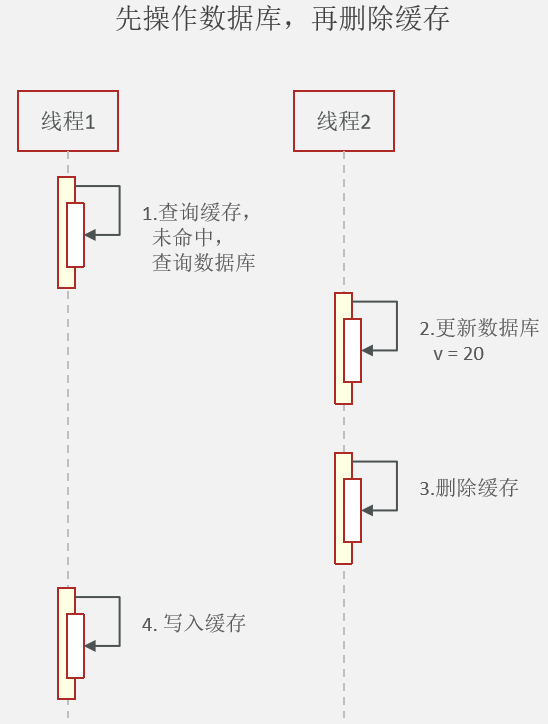 先操作数据库，再删除缓存
线程1
线程2
1.查询缓存，
未命中，
查询数据库
2.更新数据库
v = 20
3.删除缓存
4. 写入缓存